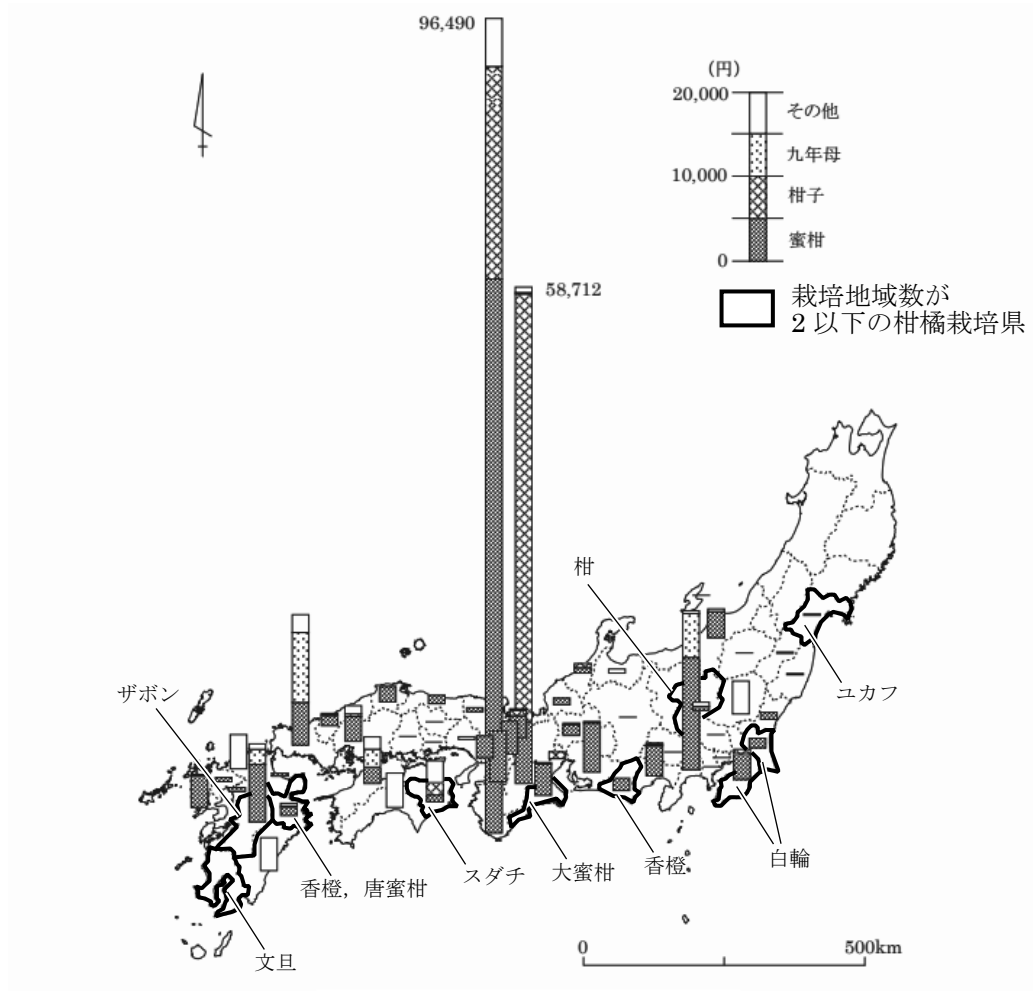 96,490
(円)
20,000
その他
九年母
10,000
柑子
蜜柑
0
58,712
栽培地域数が
2以下の柑橘栽培県
柑
ザボン
ユカフ
白輪
香橙
スダチ
大蜜柑
香橙，唐蜜柑
文旦
0
500km